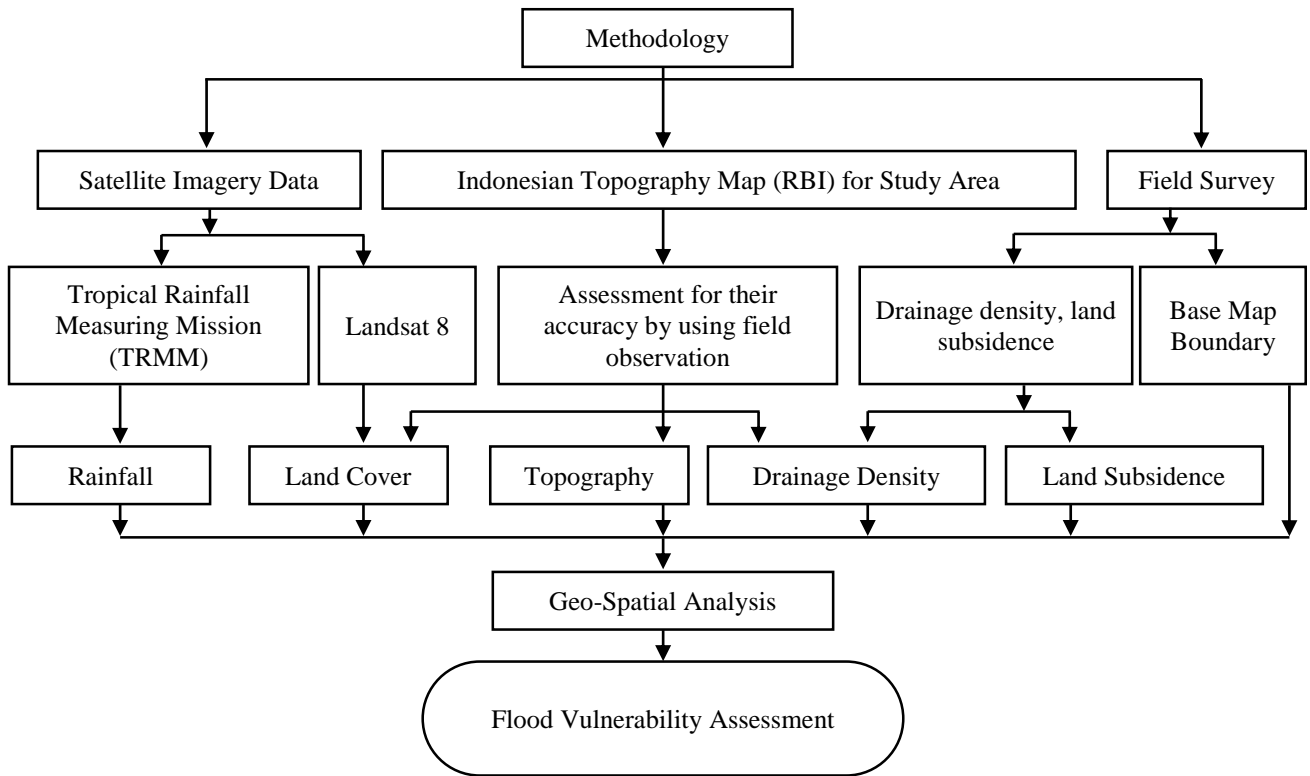 Methodology
Satellite Imagery Data
Indonesian Topography Map (RBI) for Study Area
Field Survey
Tropical Rainfall
Measuring Mission
(TRMM)
Landsat 8
Assessment for their
accuracy by using field
observation
Drainage density, land
subsidence
Base Map
Boundary
Rainfall
Land Cover
Topography
Drainage Density
Land Subsidence
Geo-Spatial Analysis
Flood Vulnerability Assessment